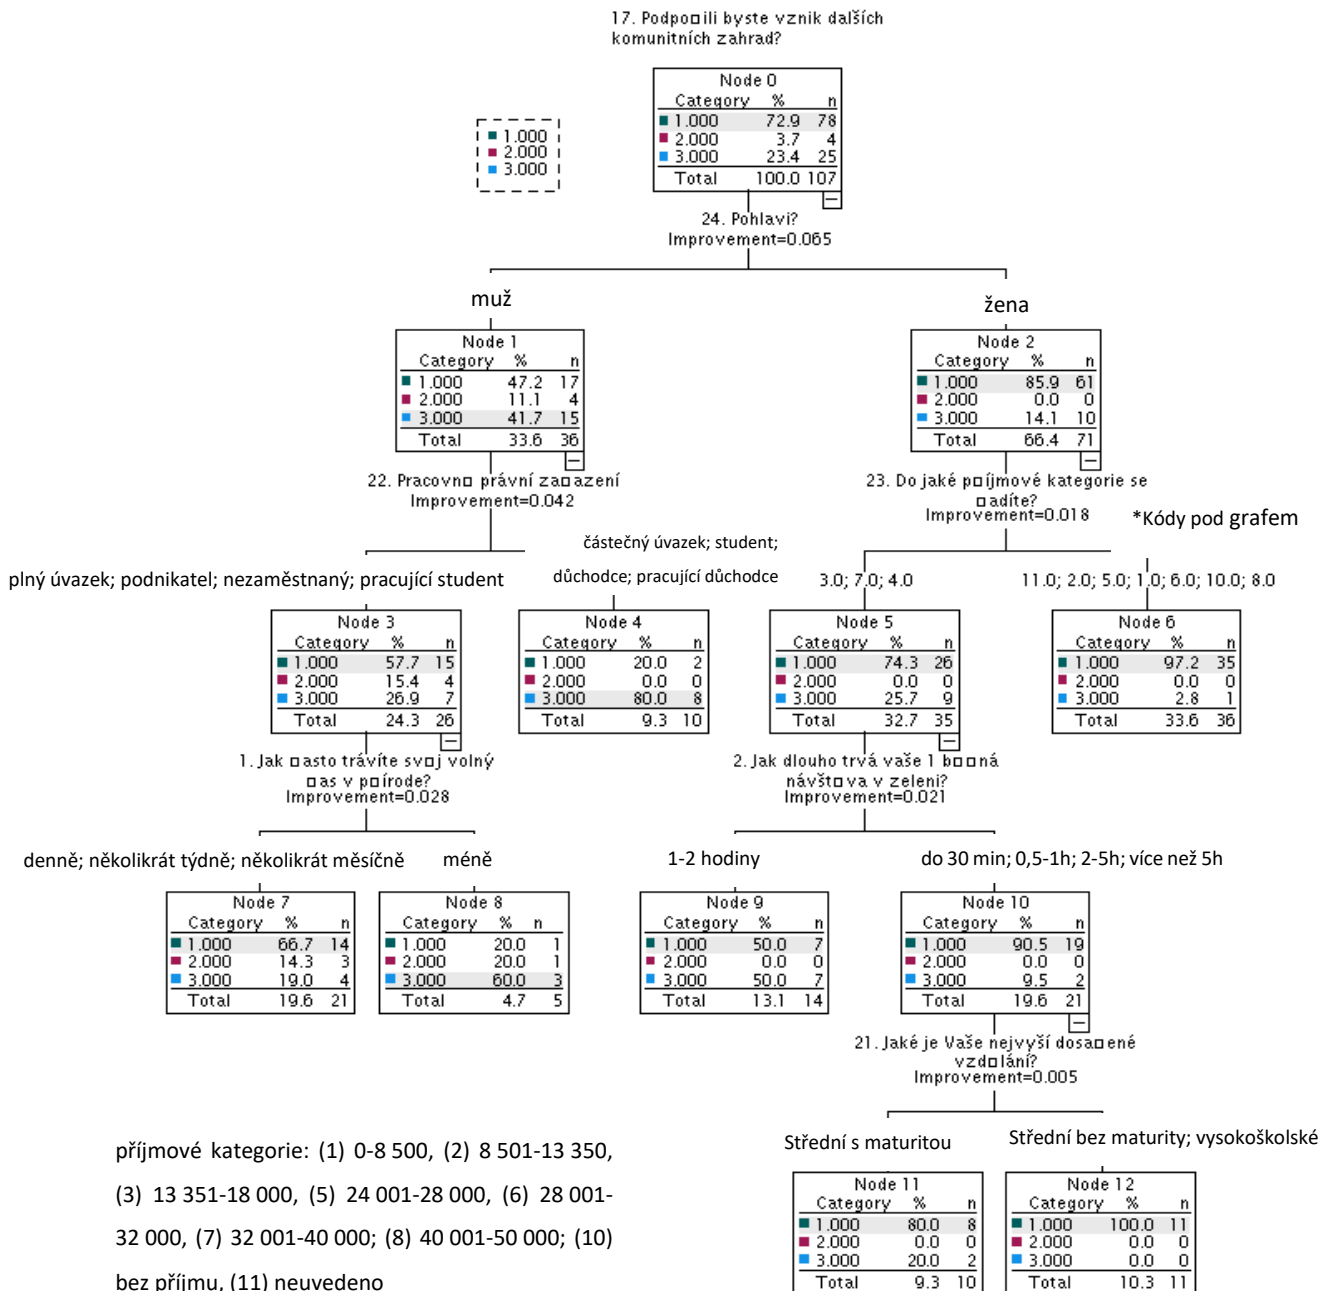 17. Podpo□ili byste vznik dalších
komunitních zahrad?
Node 0
Category % n
1.000 72.9 78
2.000 3.7 4
3.000 23.4 25
Total 100.0 107
1.000
2.000
3.000
24. Pohlavi?
Improvement=0.065
muž
žena
Node 1
Category % n
1.000 47.2 17
2.000 11.1 4
3.000 41.7 15
Total 33.6 36
Node 2
Category % n
1.000 85.9 61
2.000 0.0 0
3.000 14.1 10
Total 66.4 71
22. Pracovn□ právní za□azení
Improvement=0.042
23. Do jaké p□íjmové kategorie se
□adíte?
Improvement=0.018
*Kódy pod grafem
plný úvazek; podnikatel; nezaměstnaný; pracující student
částečný úvazek; student;
důchodce; pracující důchodce
3.0; 7.0; 4.0
11.0; 2.0; 5.0; 1.0; 6.0; 10.0; 8.0
Node 3
Category % n
1.000 57.7 15
2.000 15.4 4
3.000 26.9 7
Total 24.3 26
Node 4
Category % n
1.000 20.0 2
2.000 0.0 0
3.000 80.0 8
Total 9.3 10
Node 5
Category % n
1.000 74.3 26
2.000 0.0 0
3.000 25.7 9
Total 32.7 35
Node 6
Category % n
1.000 97.2 35
2.000 0.0 0
3.000 2.8 1
Total 33.6 36
1. Jak □asto trávíte sv□j volný
□as v p□írode?
Improvement=0.028
2. Jak dlouho trvá vaše 1 b□□ná
návšt□va v zeleni?
Improvement=0.021
denně; několikrát týdně; několikrát měsíčně
méně
1-2 hodiny
do 30 min; 0,5-1h; 2-5h; více než 5h
Node 7
Category % n
1.000 66.7 14
2.000 14.3 3
3.000 19.0 4
Total 19.6 21
Node 8
Category % n
1.000 20.0 1
2.000 20.0 1
3.000 60.0 3
Total 4.7 5
Node 9
Category % n
1.000 50.0 7
2.000 0.0 0
3.000 50.0 7
Total 13.1 14
Node 10
Category % n
1.000 90.5 19
2.000 0.0 0
3.000 9.5 2
Total 19.6 21
21. Jaké je Vaše nejvyší dosa□ené
vzd□lání?
Improvement=0.005
Střední s maturitou
Střední bez maturity; vysokoškolské
Node 11
Category % n
1.000 80.0 8
2.000 0.0 0
3.000 20.0 2
Total 9.3 10
Node 12
Category % n
1.000 100.0 11
2.000 0.0 0
3.000 0.0 0
Total 10.3 11
příjmové kategorie: (1) 0-8 500, (2) 8 501-13 350,
(3) 13 351-18 000, (5) 24 001-28 000, (6) 28 001-
32 000, (7) 32 001-40 000; (8) 40 001-50 000; (10)
bez příjmu, (11) neuvedeno